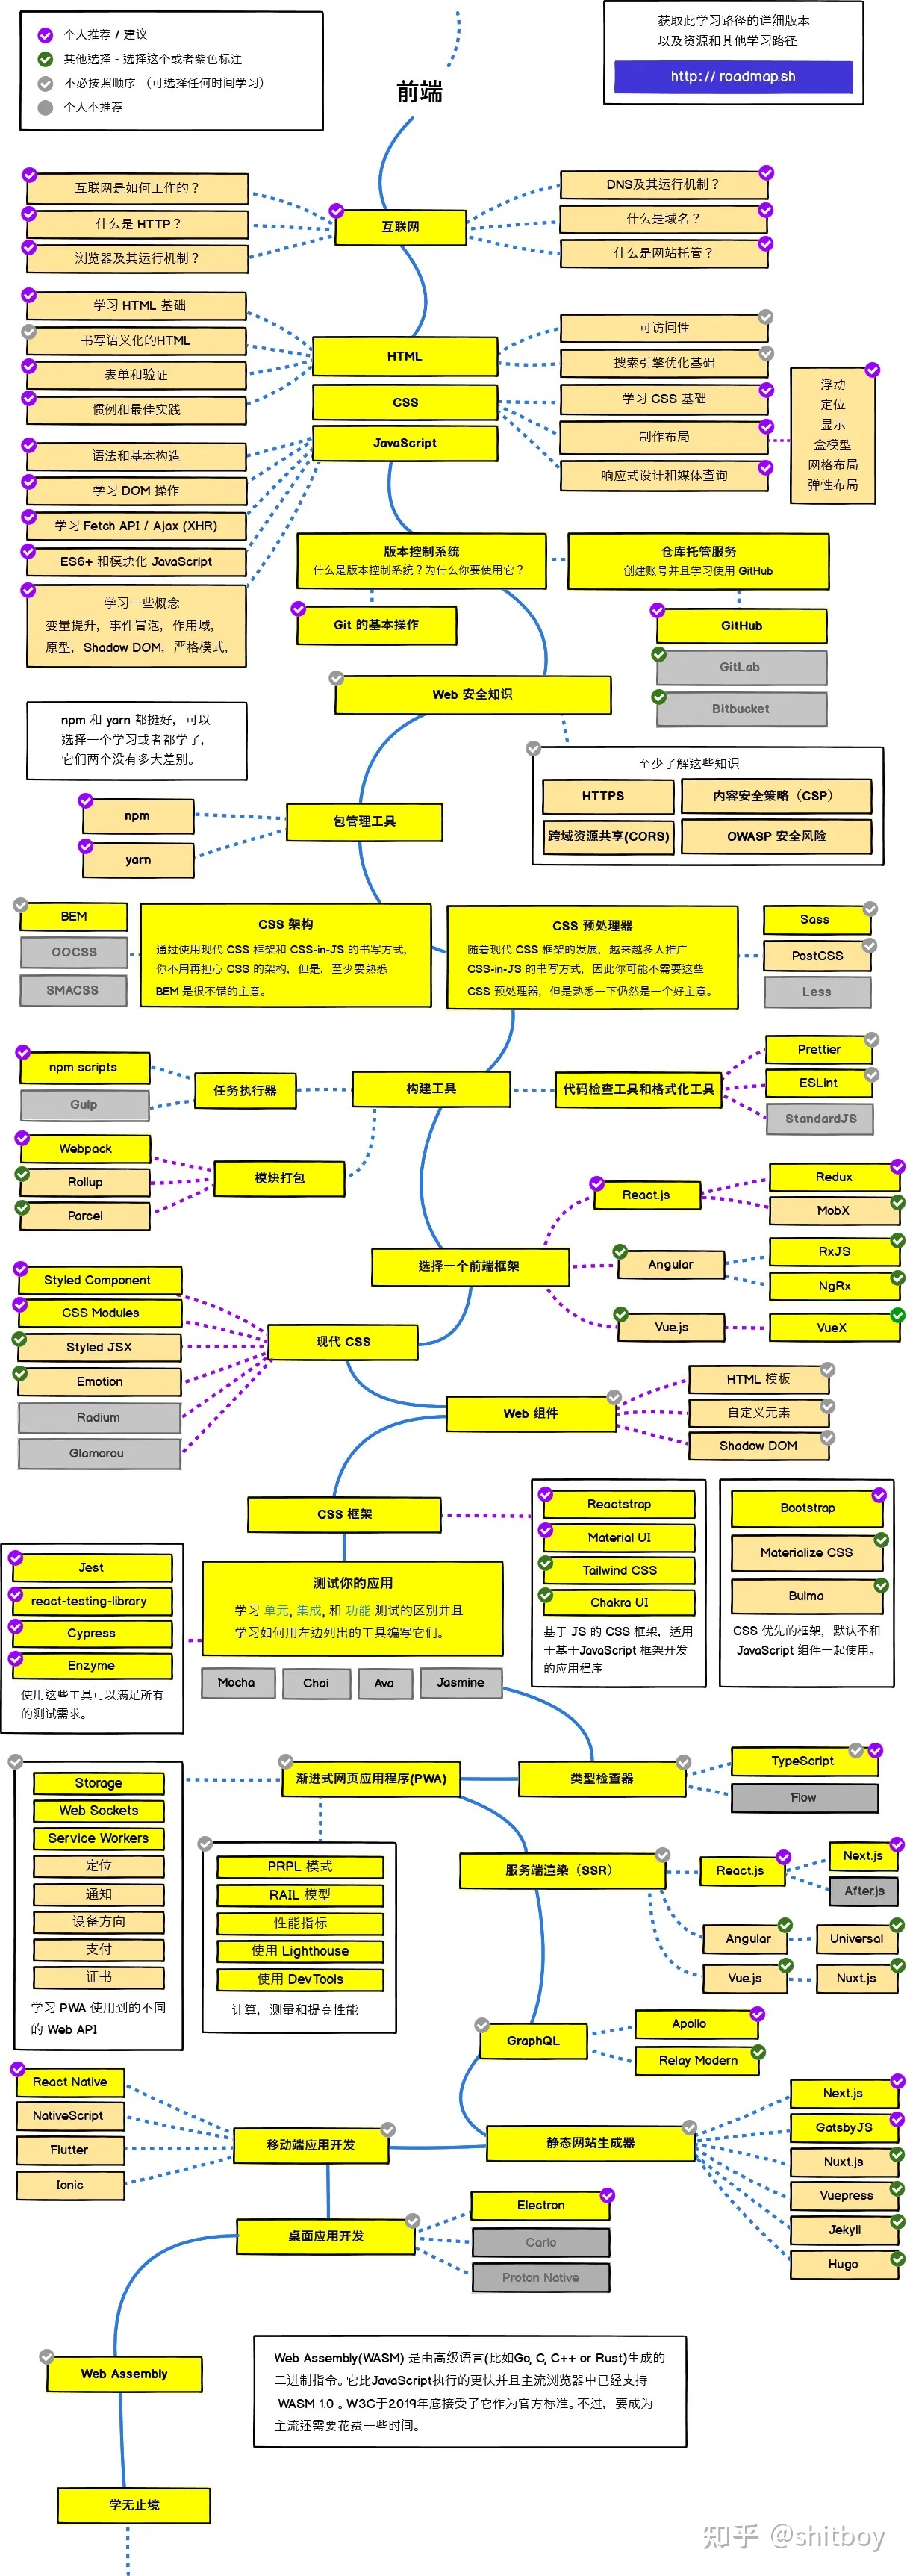 个人推荐 / 建议
其他选择 - 选择这个或者紫色标注
不必按照顺序 （可选择任何时间学习）
个人不推荐
获取此学习路径的详细版本
以及资源和其他学习路径
http:// roadmap.sh
前端
互联网是如何工作的？
什么是 HTTP？
浏览器及其运行机制？
互联网
DNS及其运行机制？
什么是域名？
什么是网站托管？
学习 HTML 基础
书写语义化的HTML
表单和验证
惯例和最佳实践
HTML
CSS
JavaScript
可访问性
搜索引擎优化基础
学习 CSS 基础
制作布局
响应式设计和媒体查询
浮动
定位
显示
盒模型
网格布局
弹性布局
语法和基本构造
学习 DOM 操作
学习 Fetch API / Ajax (XHR)
ES6+ 和模块化 JavaScript
学习一些概念
变量提升，事件冒泡，作用域，
原型，Shadow DOM，严格模式，
版本控制系统
什么是版本控制系统？为什么你要使用它？
仓库托管服务
创建账号并且学习使用 GitHub
Git 的基本操作
GitHub
GitLab
Bitbucket
Web 安全知识
npm 和 yarn 都挺好，可以
选择一个学习或者都学了，
它们两个没有多大差别。
至少了解这些知识
HTTPS
内容安全策略（CSP）
跨域资源共享(CORS)
OWASP 安全风险
npm
yarn
包管理工具
BEM
OOCSS
SMACSS
CSS 架构
通过使用现代 CSS 框架和 CSS-in-JS 的书写方式，
你不用再担心 CSS 的架构，但是，至少要熟悉
BEM 是很不错的主意。
CSS 预处理器
随着现代 CSS 框架的发展，越来越多人推广
CSS-in-JS 的书写方式，因此你可能不需要这些
CSS 预处理器，但是熟悉一下仍然是一个好主意。
Sass
PostCSS
Less
npm scripts
Gulp
任务执行器
构建工具
代码检查工具和格式化工具
Prettier
ESLint
StandardJS
Webpack
Rollup
Parcel
模块打包
选择一个前端框架
React.js
Redux
MobX
Angular
RxJS
NgRx
Vue.js
VueX
Styled Component
CSS Modules
Styled JSX
Emotion
Radium
Glamorou
现代 CSS
Web 组件
HTML 模板
自定义元素
Shadow DOM
CSS 框架
Reactstrap
Material UI
Tailwind CSS
Chakra UI
基于 JS 的 CSS 框架，适用
于基于JavaScript 框架开发
的应用程序
Bootstrap
Materialize CSS
Bulma
CSS 优先的框架，默认不和
JavaScript 组件一起使用。
Jest
react-testing-library
Cypress
Enzyme
使用这些工具可以满足所有
的测试需求。
测试你的应用
学习 单元, 集成, 和 功能 测试的区别并且
学习如何用左边列出的工具编写它们。
Mocha
Chai
Ava
Jasmine
渐进式网页应用程序(PWA)
类型检查器
TypeScript
Flow
Storage
Web Sockets
Service Workers
定位
通知
设备方向
支付
证书
学习 PWA 使用到的不同
的 Web API
PRPL 模式
RAIL 模型
性能指标
使用 Lighthouse
使用 DevTools
计算，测量和提高性能
服务端渲染（SSR）
React.js
Next.js
After.js
Angular
Universal
Vue.js
Nuxt.js
GraphQL
Apollo
Relay Modern
React Native
NativeScript
Flutter
Ionic
移动端应用开发
静态网站生成器
Next.js
GatsbyJS
Nuxt.js
Vuepress
Jekyll
Hugo
桌面应用开发
Electron
Carlo
Proton Native
Web Assembly
Web Assembly(WASM) 是由高级语言(比如Go, C, C++ or Rust)生成的
二进制指令。它比JavaScript执行的更快并且主流浏览器中已经支持
WASM 1.0 。W3C于2019年底接受了它作为官方标准。不过，要成为
主流还需要花费一些时间。
学无止境
知乎 @shitboy